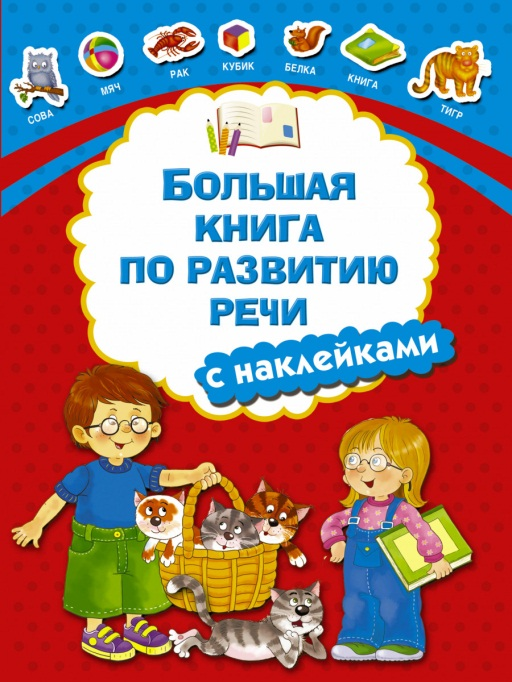 СОВА
МЯЧ
РАК
КУБИК
БЕЛКА
КНИГА
ТИГР
БОЛЬШАЯ
КНИГА
ПО РАЗВИТИЮ
РЕЧИ
с наклейками